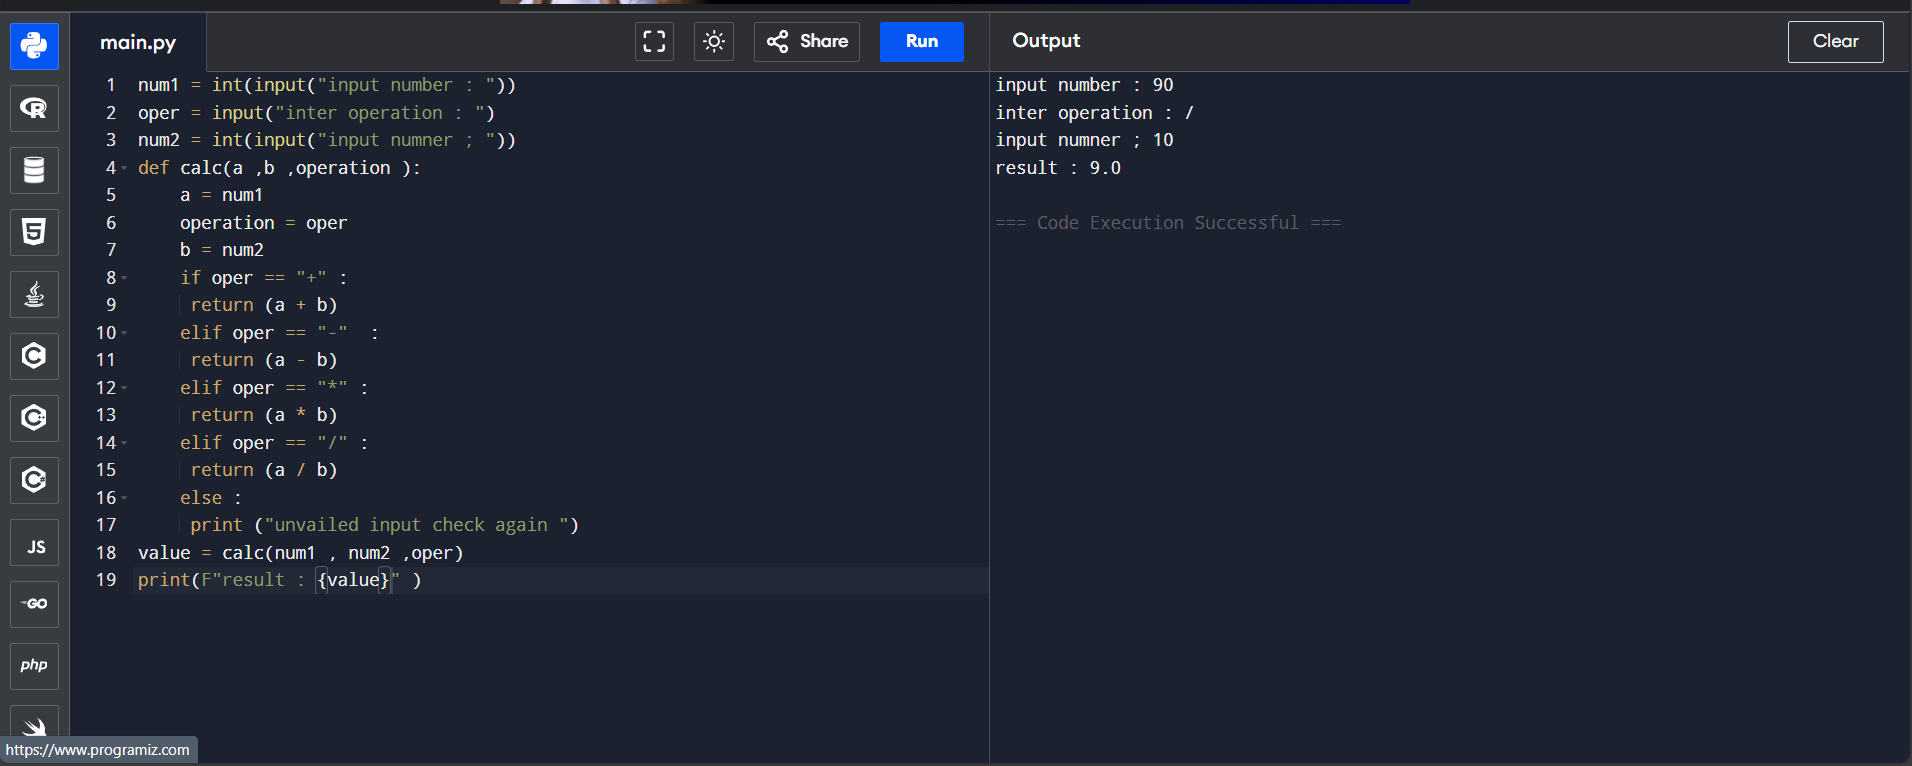 main.py
Share
Run
Output
Clear
1 num1 = int(input("input number : "))
2 oper = input("inter operation : ")
3 num2 = int(input("input numner ; "))
4 def calc(a ,b ,operation ):
5     a = num1
6     operation = oper
7     b = num2
8     if oper == "+" :
9      return (a + b)
10     elif oper == "-"  :
11      return (a - b)
12     elif oper == "*" :
13      return (a * b)
14     elif oper == "/" :
15      return (a / b)
16     else :
17      print ("unvailed input check again ")
18 value = calc(num1 , num2 ,oper)
19 print(F"result : {value}" )
input number : 90
inter operation : /
input numner ; 10
result : 9.0
=== Code Execution Successful ===
R
5
C
C++
C#
JS
GO
php
https://www.programiz.com